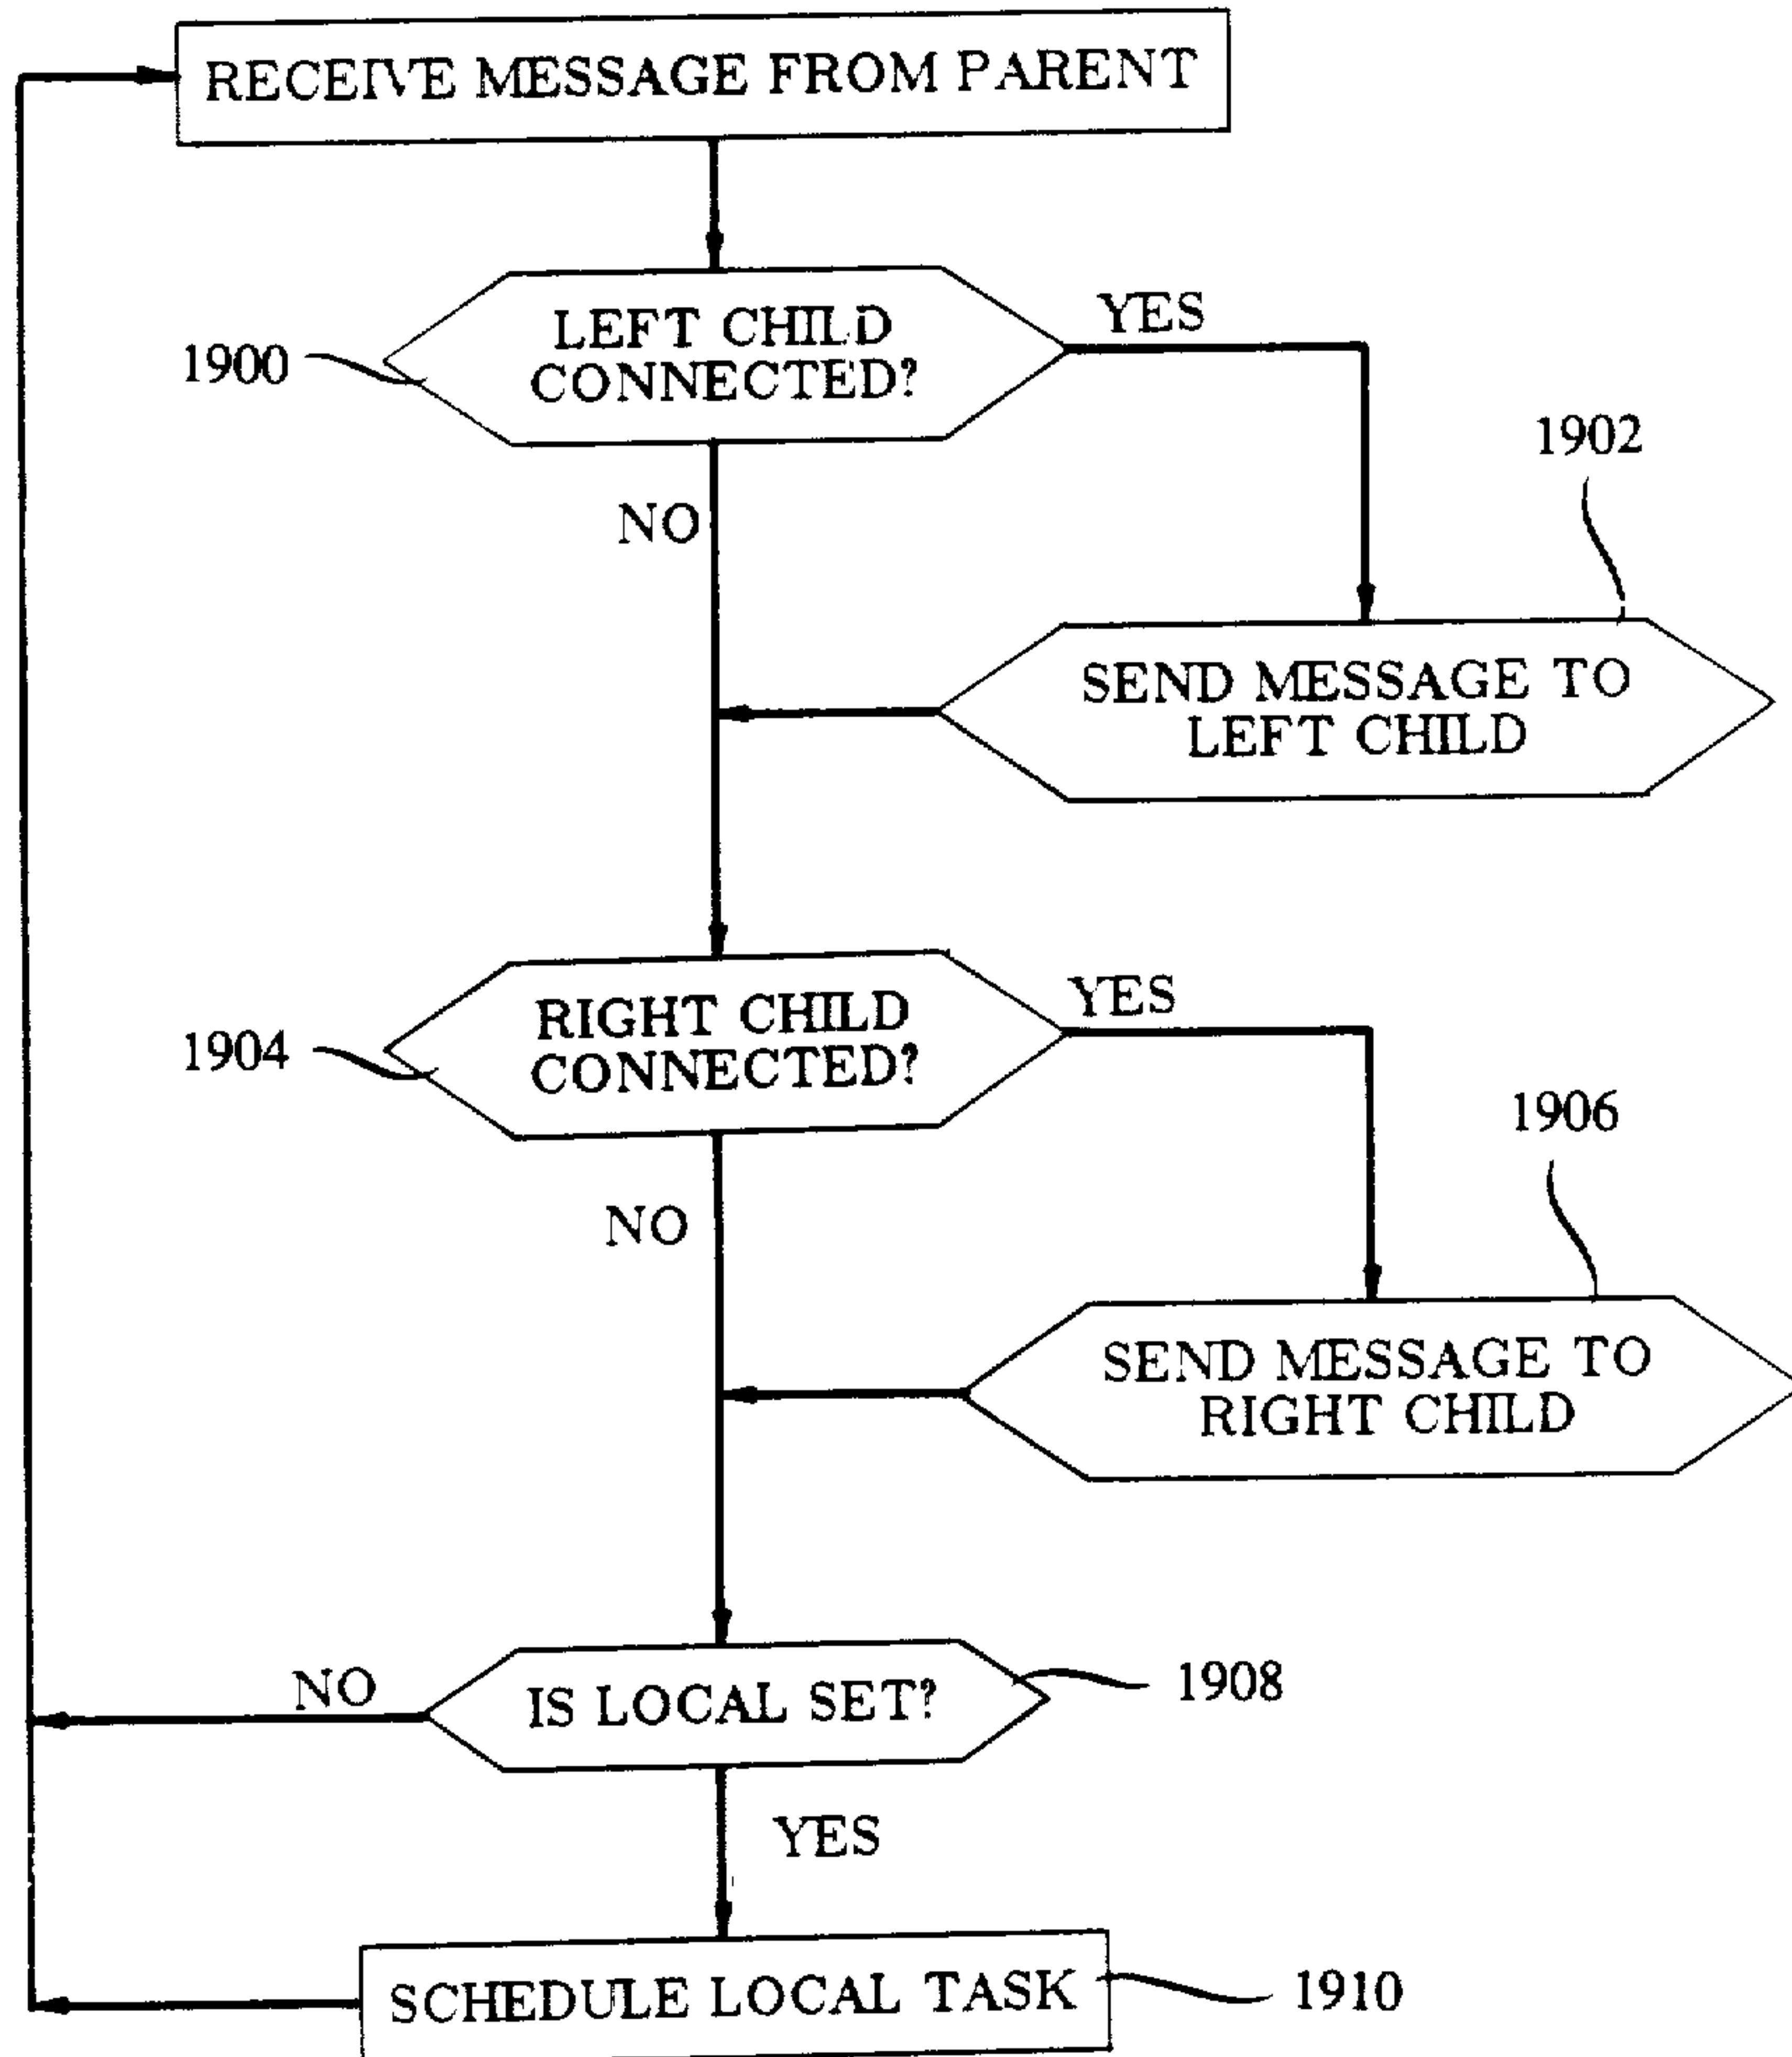 RECEIVE MESSAGE FROM PARENT
LEFT CHILD
CONNECTED?
YES
1900
1902
NO
SEND MESSAGE TO
LEFT CHILD
RIGHT CHILD
CONNECTED?
YES
1904
1906
NO
SEND MESSAGE TO
RIGHT CHILD
NO
IS LOCAL SET?
1908
YES
SCHEDULE LOCAL TASK
1910